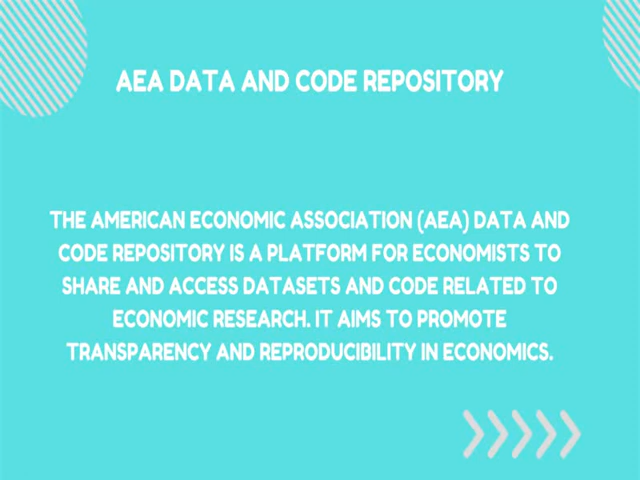 AEA DATA AND CODE REPOSITORY
THE AMERICAN ECONOMIC ASSOCIATION (AEA) DATA AND
CODE REPOSITORY IS A PLATFORM FOR ECONOMISTS TO
SHARE AND ACCESS DATASETS AND CODE RELATED TO
ECONOMIC RESEARCH. IT AIMS TO PROMOTE
TRANSPARENCY AND REPRODUCIBILITY IN ECONOMICS.